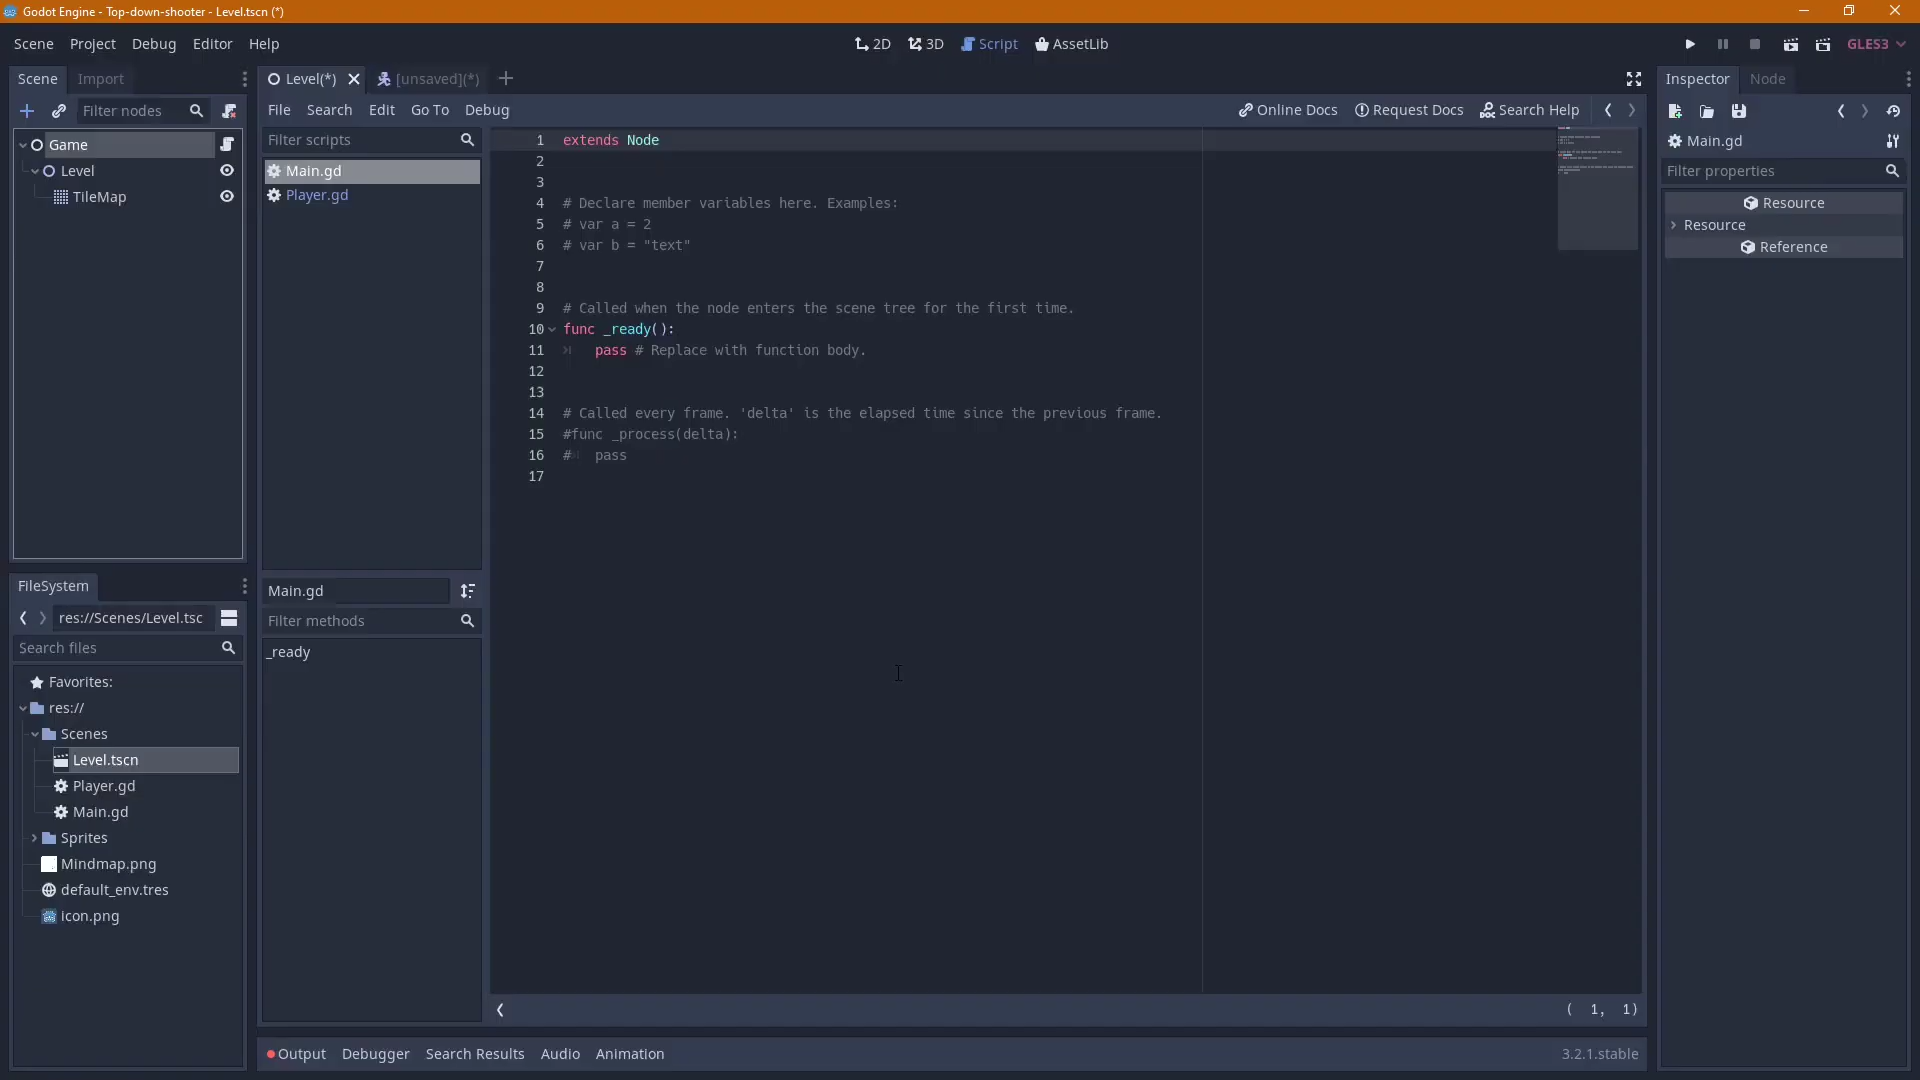 Godot Engine - Top-down-shooter - Level.tscn (*)
Scene Project Debug Editor Help
2D 3D Script AssetLib
GLES3
Scene Import
Filter nodes
Game
Level
TileMap
FileSystem
res://Scenes/Level.tsc
Search files
Favorites:
res://
Scenes
Level.tscn
Player.gd
Main.gd
Sprites
Mindmap.png
default_env.tres
icon.png
Level(*) [unsaved](*)
File Search Edit Go To Debug
Online Docs Request Docs Search Help
Filter scripts
Main.gd
Player.gd
Main.gd
Filter methods
_ready
1 extends Node
2
3
4 # Declare member variables here. Examples:
5 # var a = 2
6 # var b = "text"
7
8
9 # Called when the node enters the scene tree for the first time.
10 func _ready():
11 pass # Replace with function body.
12
13
14 # Called every frame. 'delta' is the elapsed time since the previous frame.
15 #func _process(delta):
16 # pass
17
( 1, 1)
Output Debugger Search Results Audio Animation
3.2.1.stable
Inspector Node
Main.gd
Filter properties
Resource
Resource
Reference